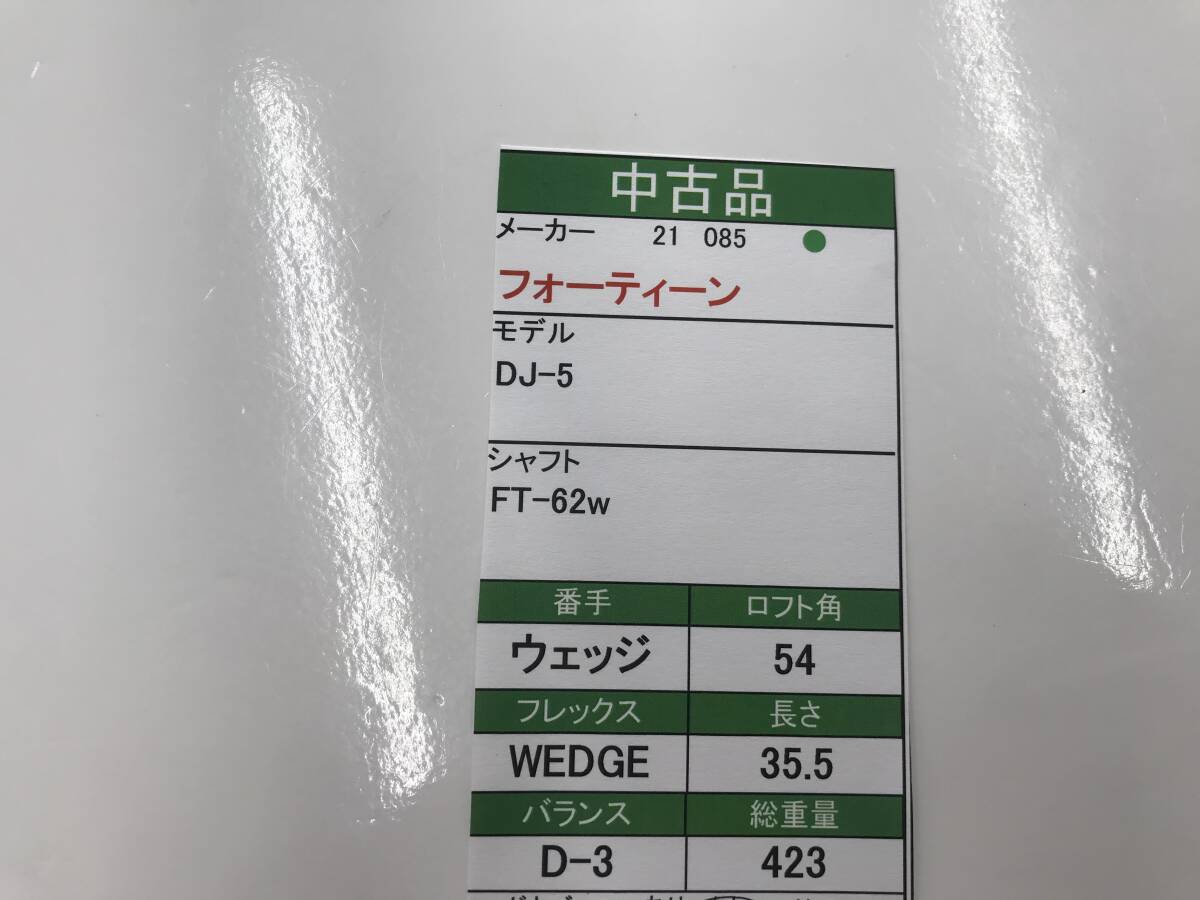 中古品
メーカー 21 085 ●
フォーティーン
モデル
DJ-5
シャフト
FT-62w
番手 ロフト角
ウェッジ 54
フレックス 長さ
WEDGE 35.5
バランス 総重量
D-3 423